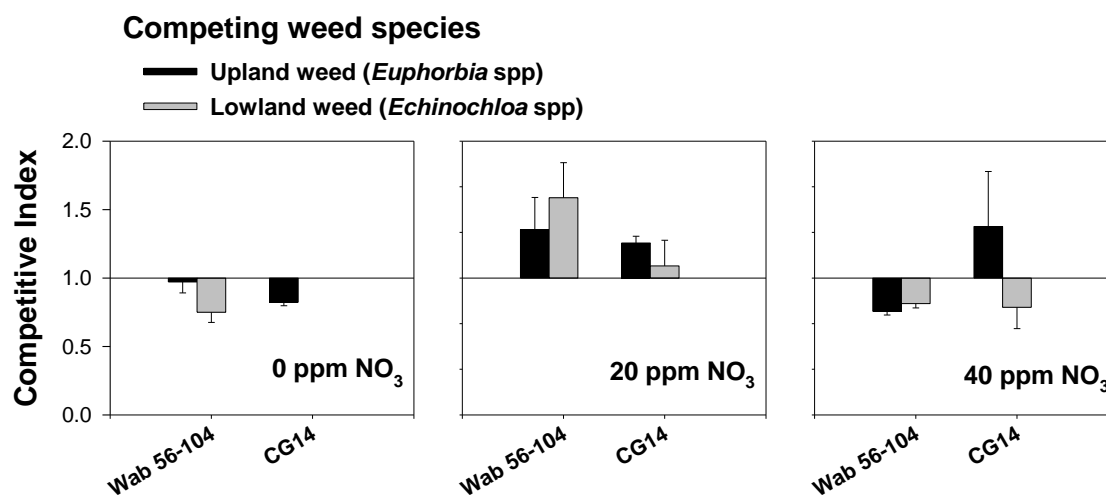 Competing weed species
Upland weed (Euphorbia spp)
Lowland weed (Echinochloa spp)
Competitive Index
2.0
1.5
1.0
0.5
0.0
0 ppm NO3
20 ppm NO3
40 ppm NO3
Wab 56-104
CG14
Wab 56-104
CG14
Wab 56-104
CG14